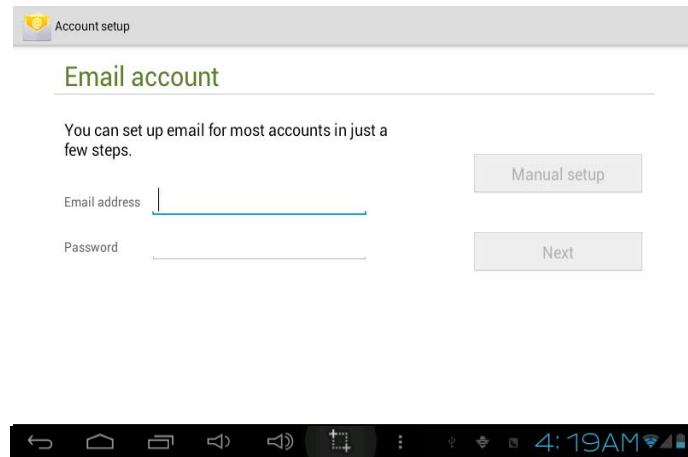 Account setup
Email account
You can set up email for most accounts in just a
few steps.
Manual setup
Email address
Password
Next
4:19AM